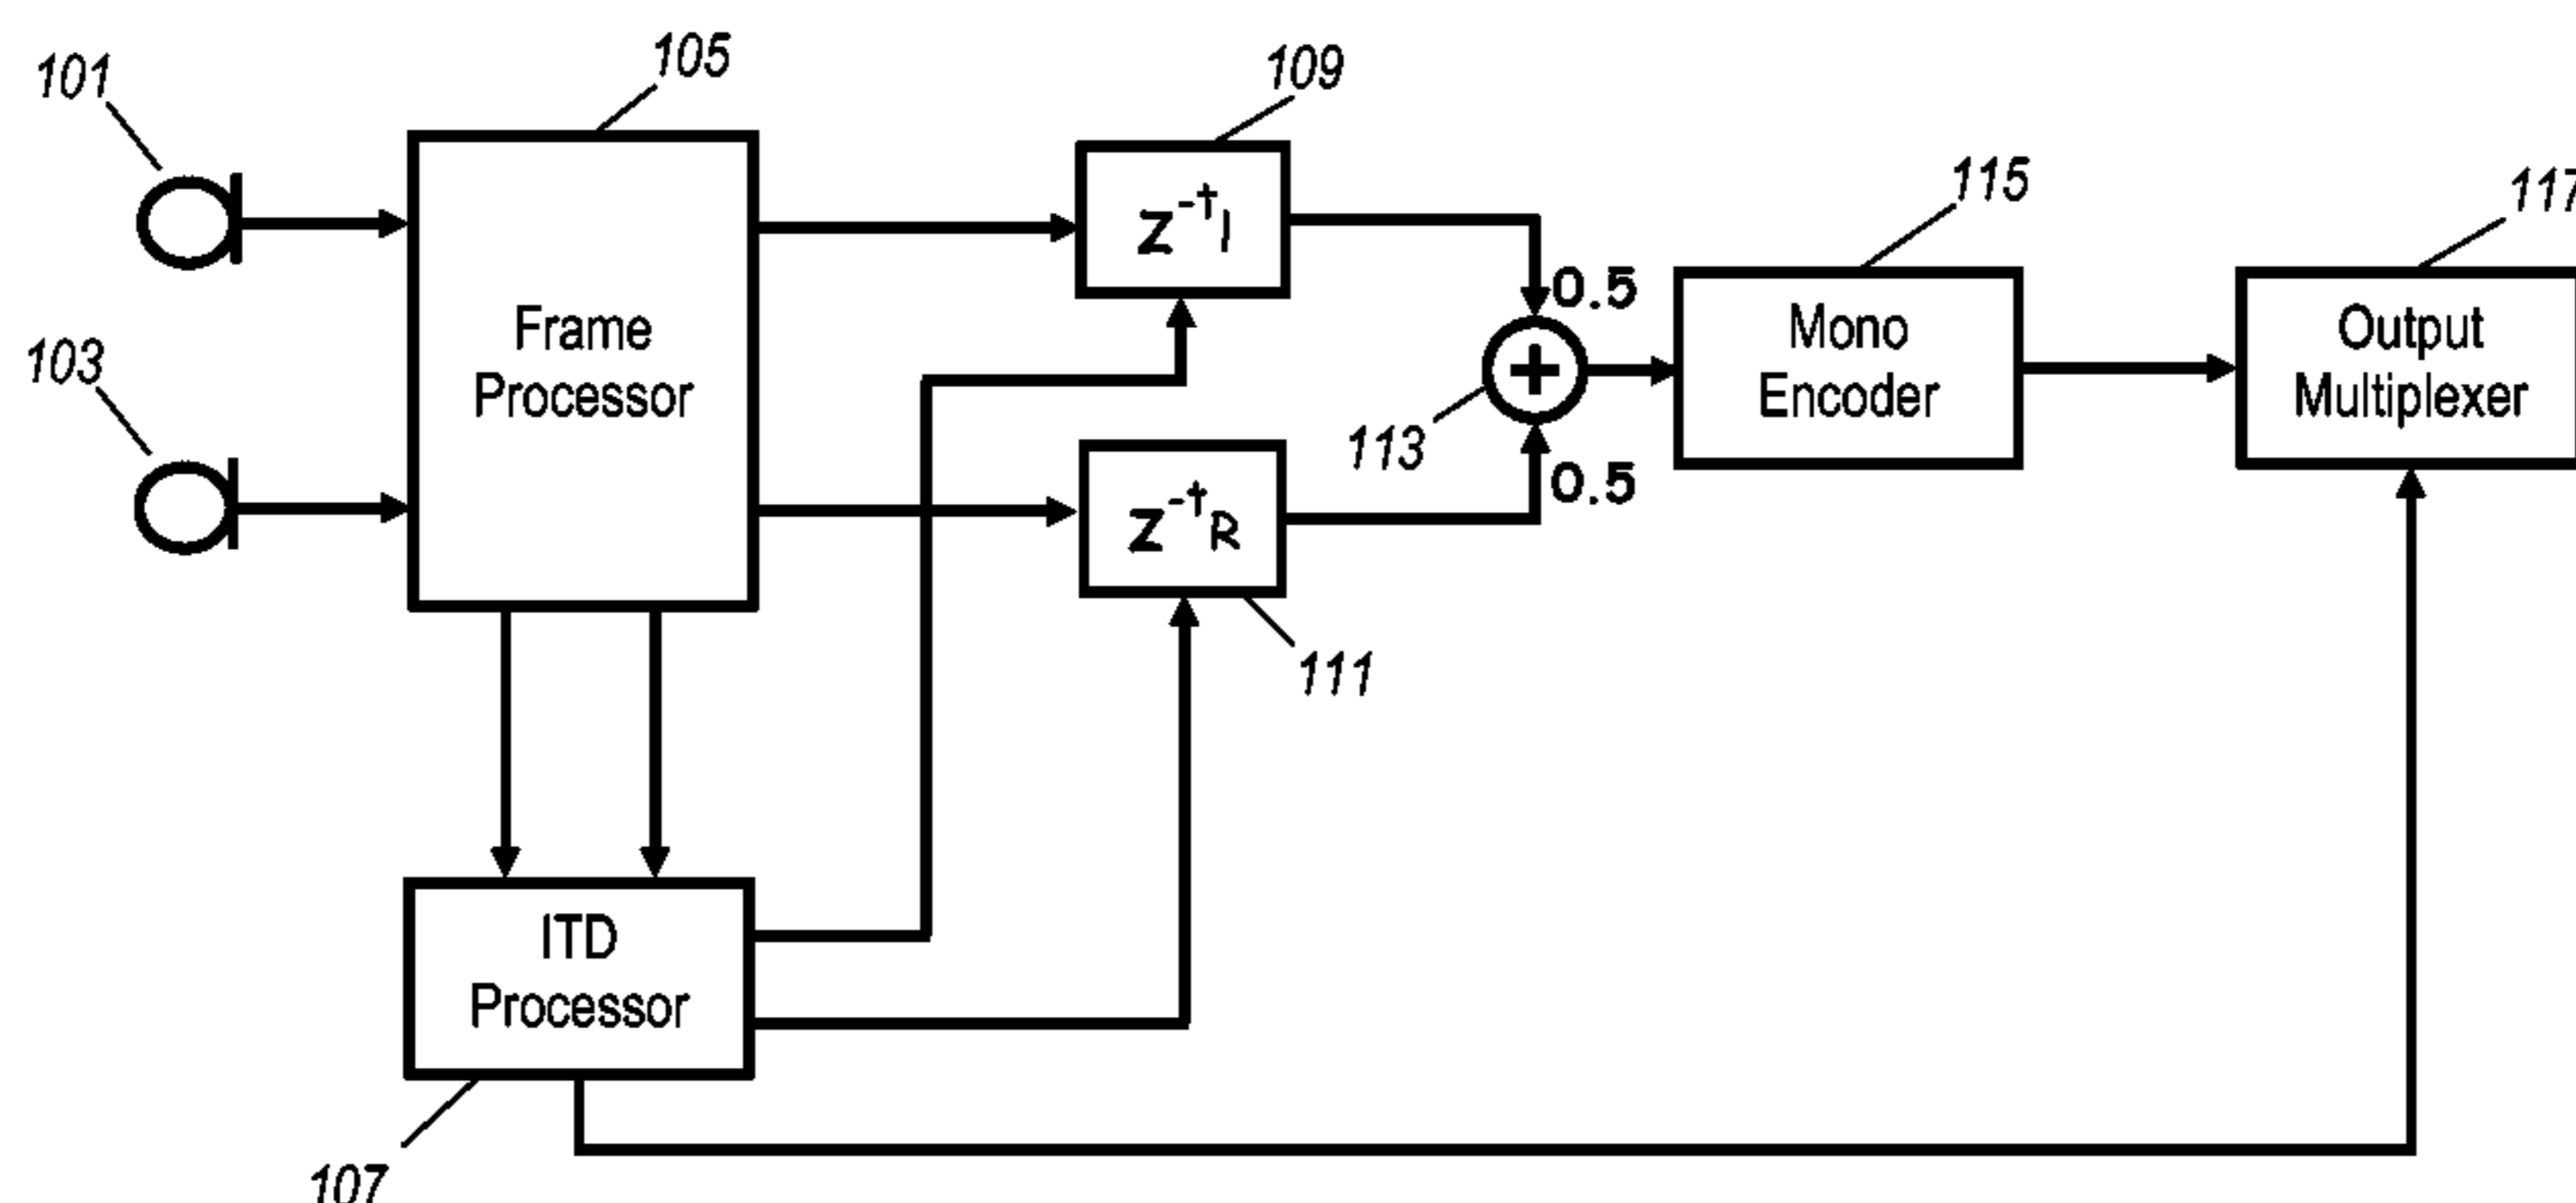 105
109
101
115
117
z^-t_l
0.5
Frame
Processor
Mono
Encoder
Output
Multiplexer
103
113
0.5
z^-t_R
111
ITD
Processor
107